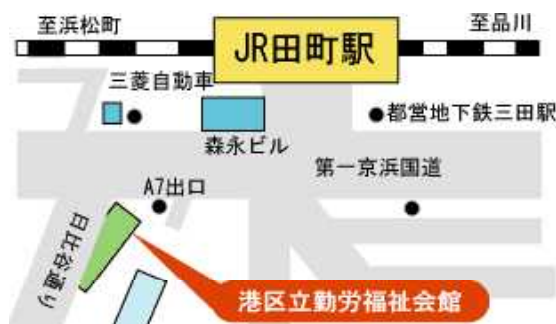 至浜松町
至品川
JR田町駅
三菱自動車
都営地下鉄三田駅
森永ビル
第一京浜国道
A7出口
日比谷通り
港区立勤労福祉会館